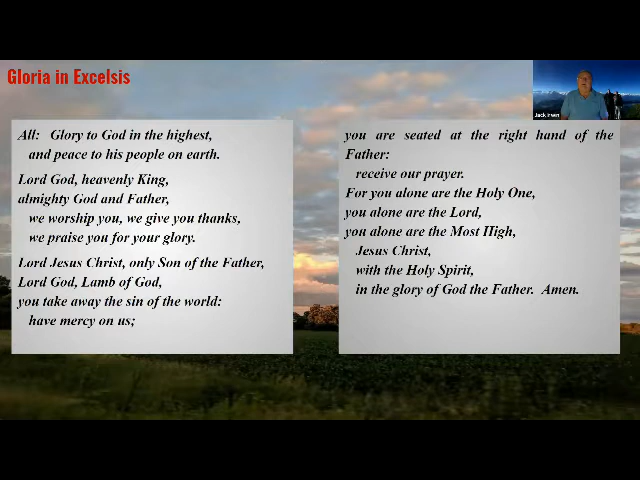 Gloria in Excelsis
Jack Irwin
All: Glory to God in the highest,
and peace to his people on earth.
Lord God, heavenly King,
almighty God and Father,
we worship you, we give you thanks,
we praise you for your glory.
Lord Jesus Christ, only Son of the Father,
Lord God, Lamb of God,
you take away the sin of the world:
have mercy on us;
you are seated at the right hand of the
Father:
receive our prayer.
For you alone are the Holy One,
you alone are the Lord,
you alone are the Most High,
Jesus Christ,
with the Holy Spirit,
in the glory of God the Father. Amen.